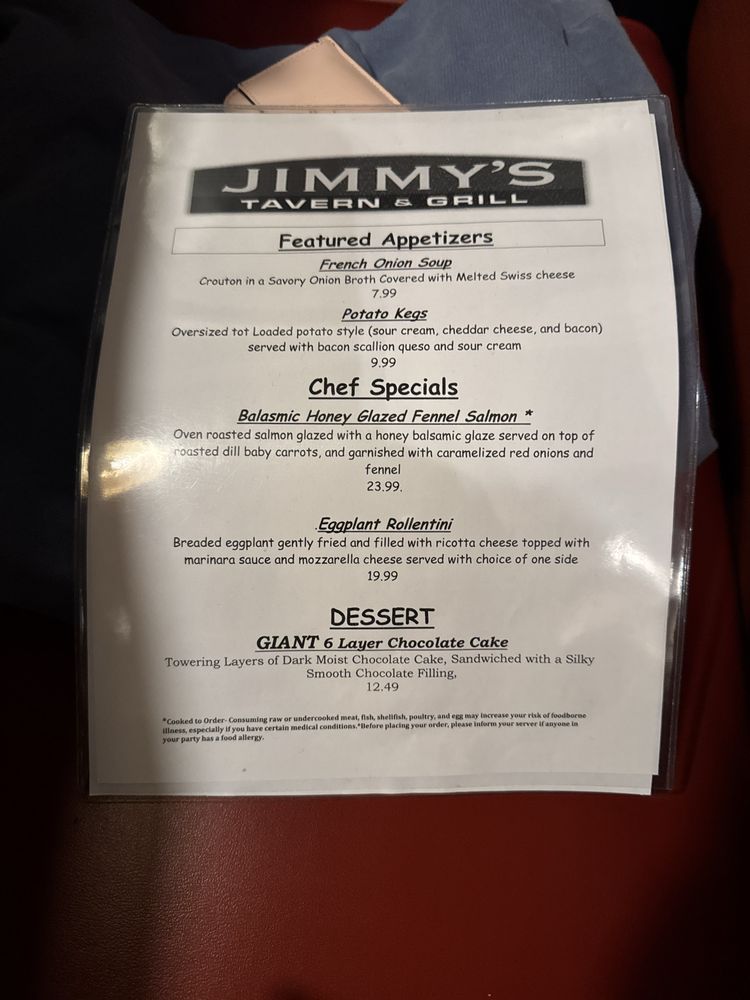 JIMMY'S
TAVERN & GRILL
Featured Appetizers
French Onion Soup
Crouton in a Savory Onion Broth Covered with Melted Swiss cheese
7.99
Potato Kegs
Oversized tot Loaded potato style (sour cream, cheddar cheese, and bacon)
served with bacon scallion queso and sour cream
9.99
Chef Specials
Balasmic Honey Glazed Fennel Salmon *
Oven roasted salmon glazed with a honey balsamic glaze served on top of
roasted dill baby carrots, and garnished with caramelized red onions and
fennel
23.99.
.Eggplant Rollentini
Breaded eggplant gently fried and filled with ricotta cheese topped with
marinara sauce and mozzarella cheese served with choice of one side
19.99
DESSERT
GIANT 6 Layer Chocolate Cake
Towering Layers of Dark Moist Chocolate Cake, Sandwiched with a Silky
Smooth Chocolate Filling,
12.49
*Cooked to Order- Consuming raw or undercooked meat, fish, shellfish, poultry, and egg may increase your risk of foodborne
illness, especially if you have certain medical conditions.*Before placing your order, please inform your server if anyone in
your party has a food allergy.